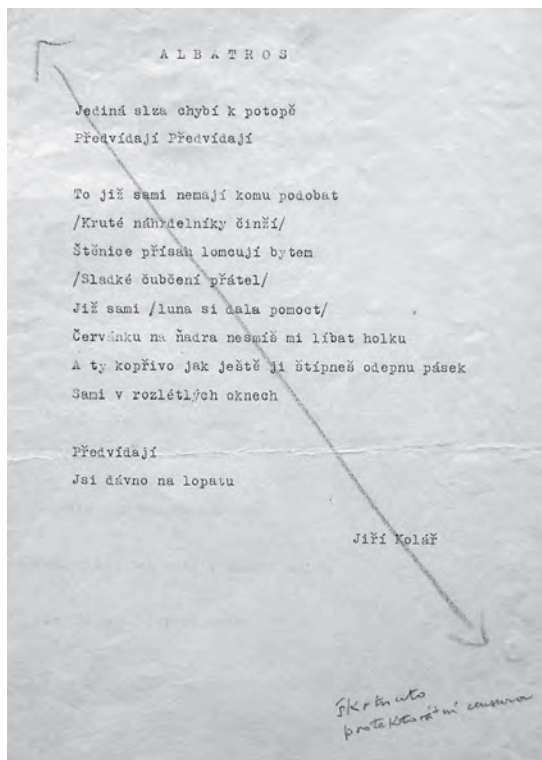 ALBATROS
Jediná slza chybí k potopě
Předvídají Předvídají
To již sami nemají komu podobat
/Kruté náhrdelníky činží/
Štěnice přísah lomcují bytem
/Sladké čubčení přátel/
Již sami /luna si dala pomoct/
Červánku na ňadra nesmíš mi líbat holku
A ty kopřivo jak ještě ji štípneš odepnu pásek
Sami v rozlétlých oknech
Předvídají
Jsi dávno na lopatu
Jiří Kolář
škrtnuto
protektorátní censurou